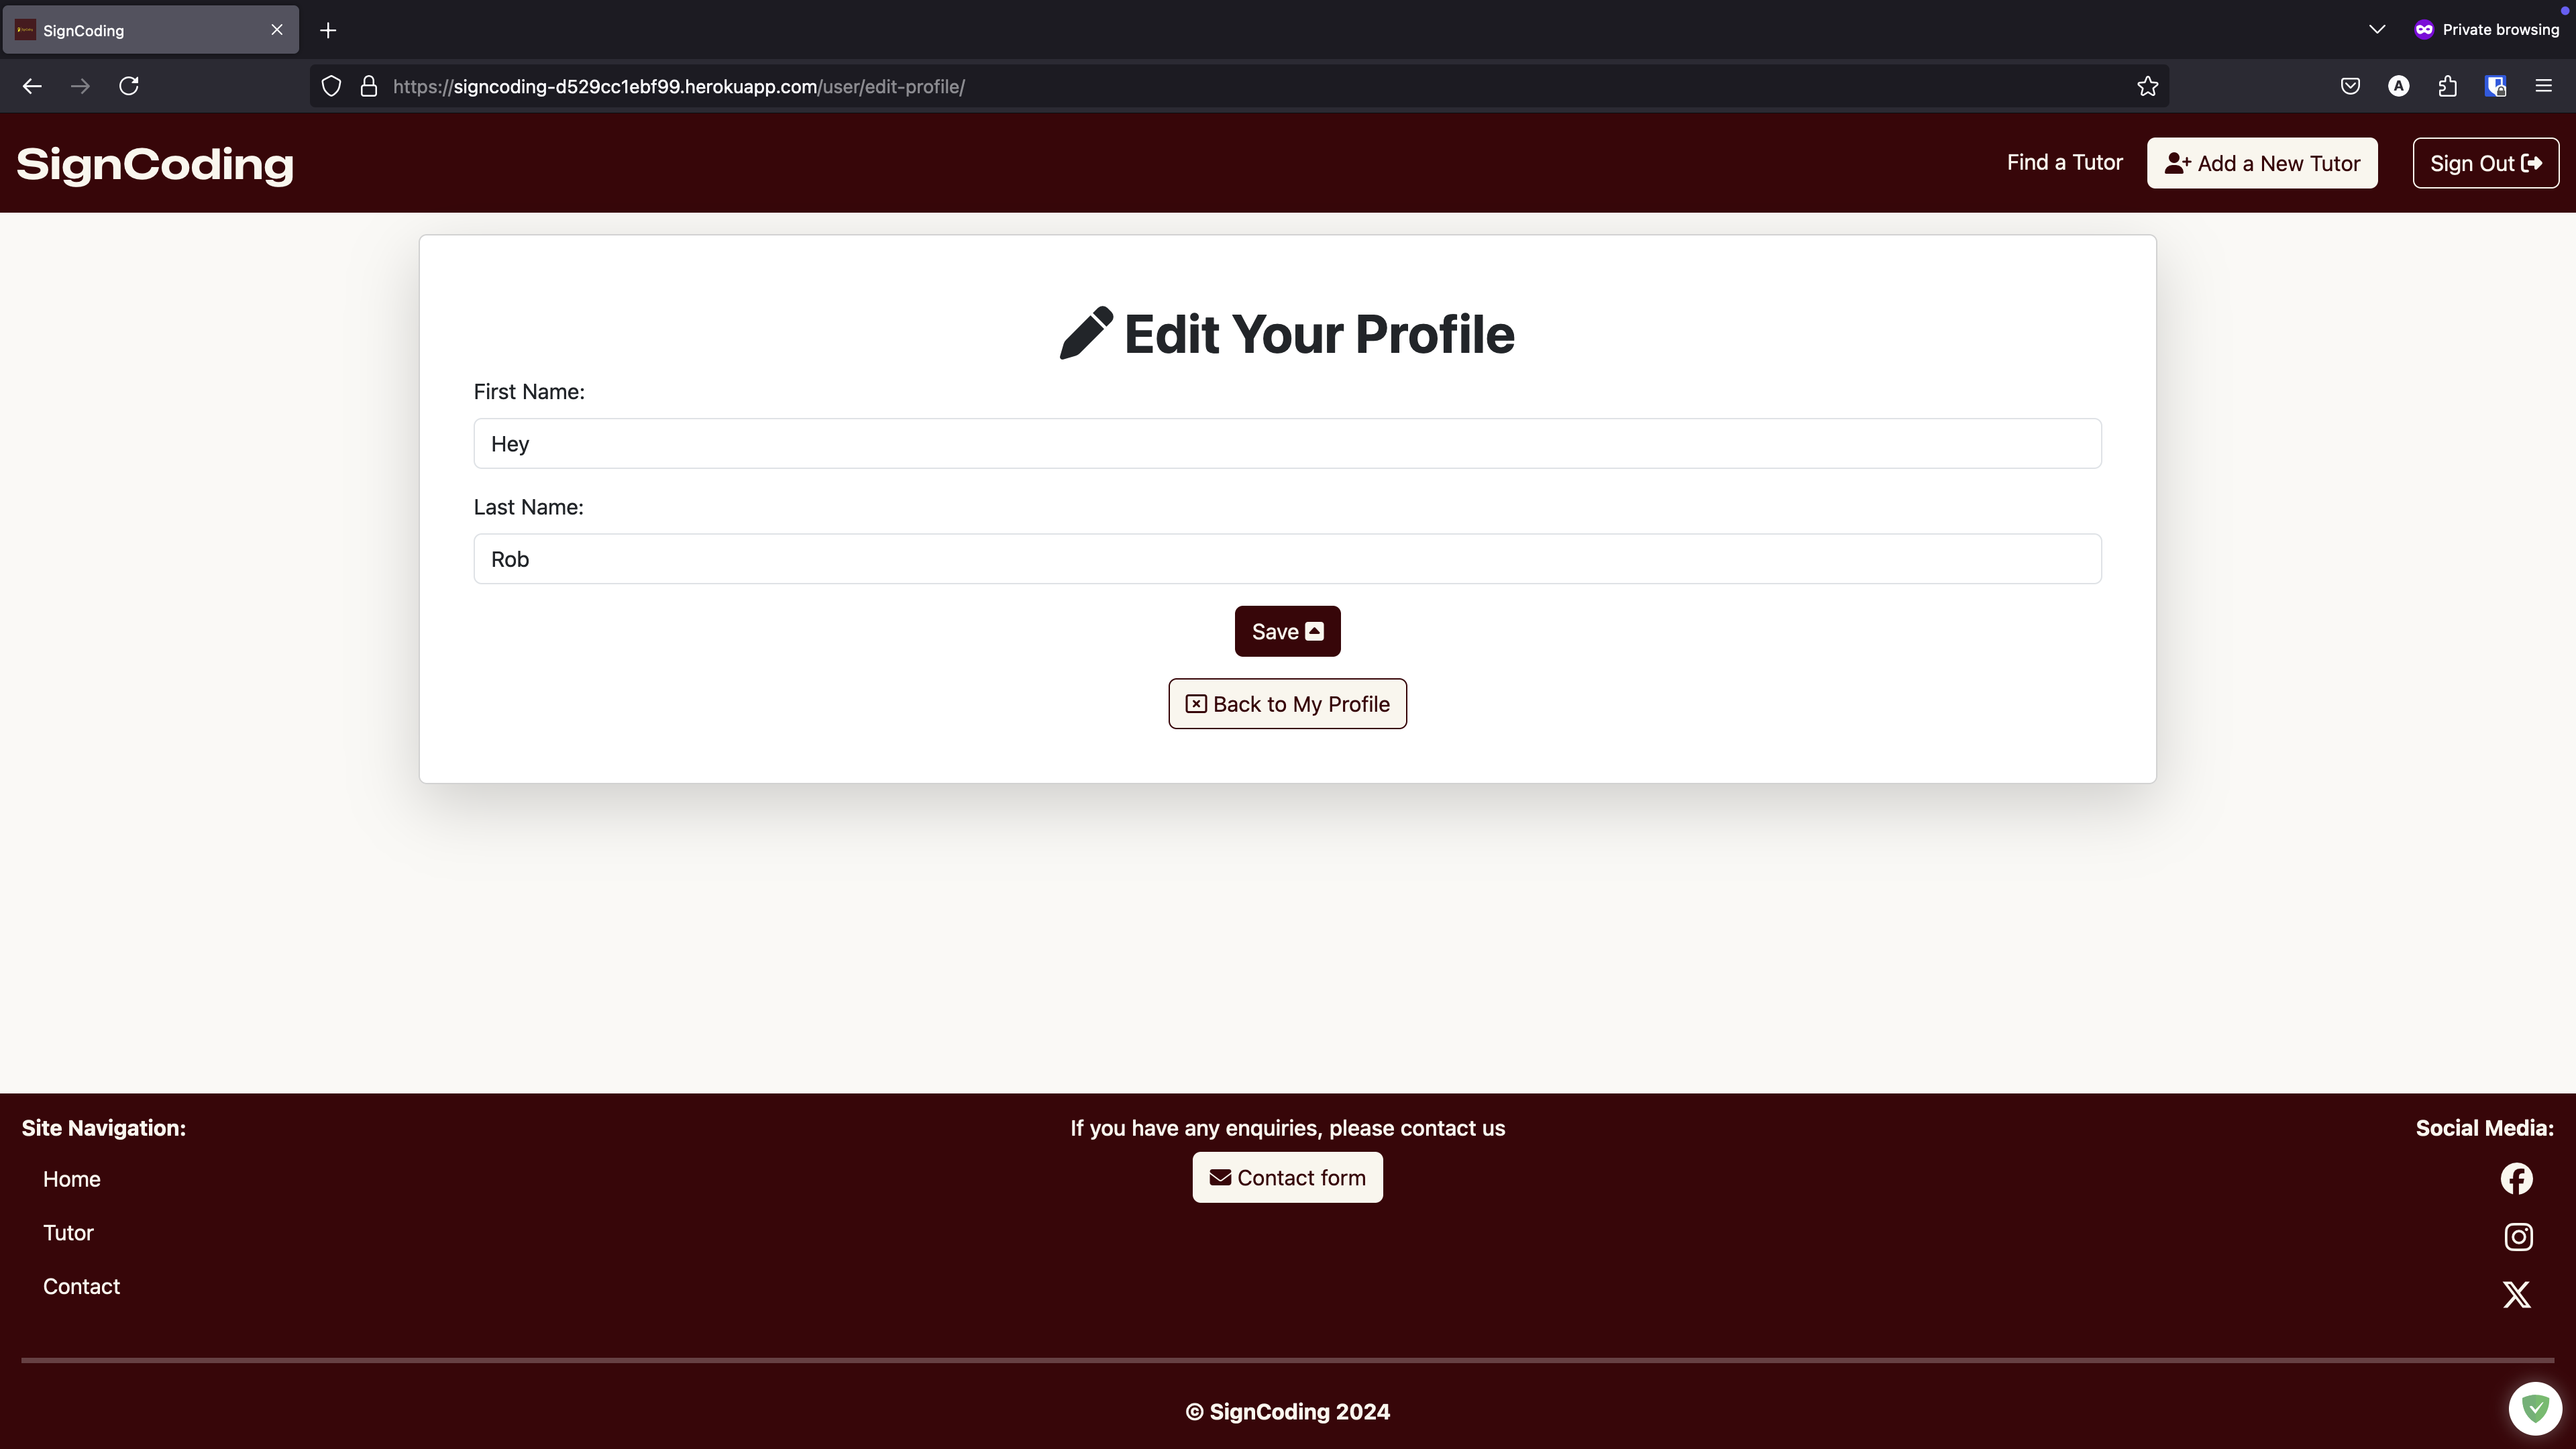 SignCoding
Private browsing
https://signcoding-d529cc1ebf99.herokuapp.com/user/edit-profile/
A
SignCoding
Find a Tutor
Add a New Tutor
Sign Out
Edit Your Profile
First Name:
Hey
Last Name:
Rob
Save
Back to My Profile
Site Navigation:
Home
Tutor
Contact
If you have any enquiries, please contact us
Contact form
Social Media:
© SignCoding 2024